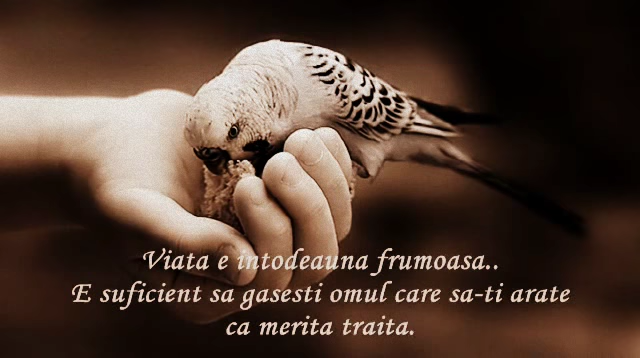 Viata e intodeauna frumoasa..
E suficient sa gasesti omul care sa-ti arate
ca merita traita.